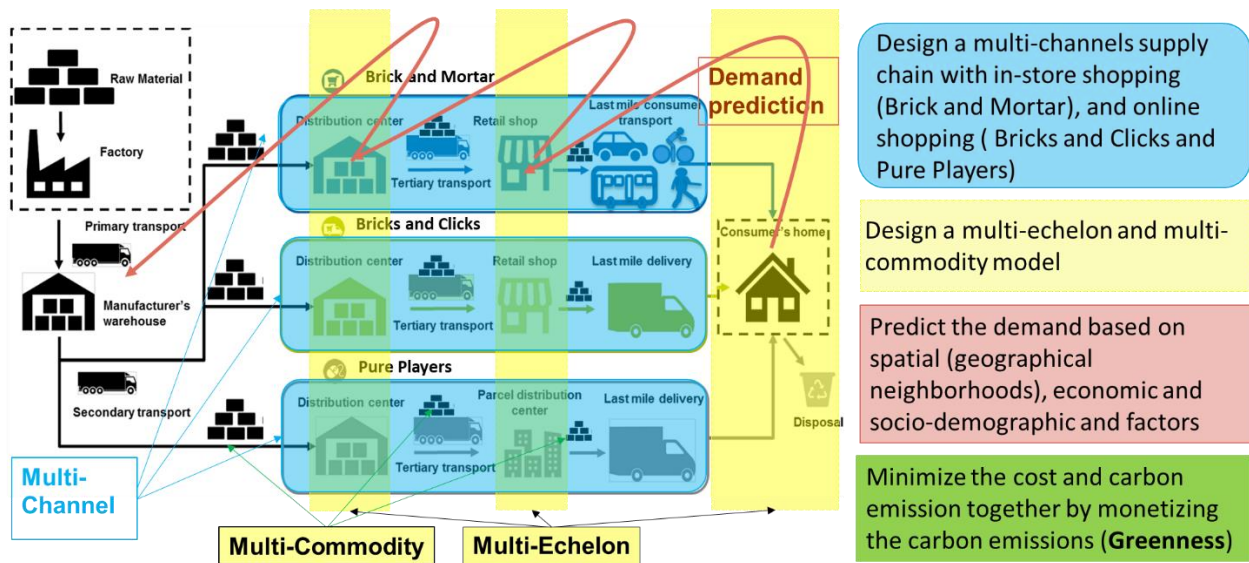 Raw Material
Factory
Primary transport
Manufacturer's
warehouse
Secondary transport
Multi-
Channel
Brick and Mortar
Distribution center
Retail shop
Last mile consumer
transport
Tertiary transport
Bricks and Clicks
Distribution center
Retail shop
Last mile delivery
Tertiary transport
Pure Players
Distribution center
Parcel distribution
center
Last mile delivery
Tertiary transport
Demand
prediction
Consumer's home
Disposal
Multi-Commodity
Multi-Echelon
Design a multi-channels supply
chain with in-store shopping
(Brick and Mortar), and online
shopping ( Bricks and Clicks and
Pure Players)
Design a multi-echelon and multi-
commodity model
Predict the demand based on
spatial (geographical
neighborhoods), economic and
socio-demographic and factors
Minimize the cost and carbon
emission together by monetizing
the carbon emissions (Greenness)